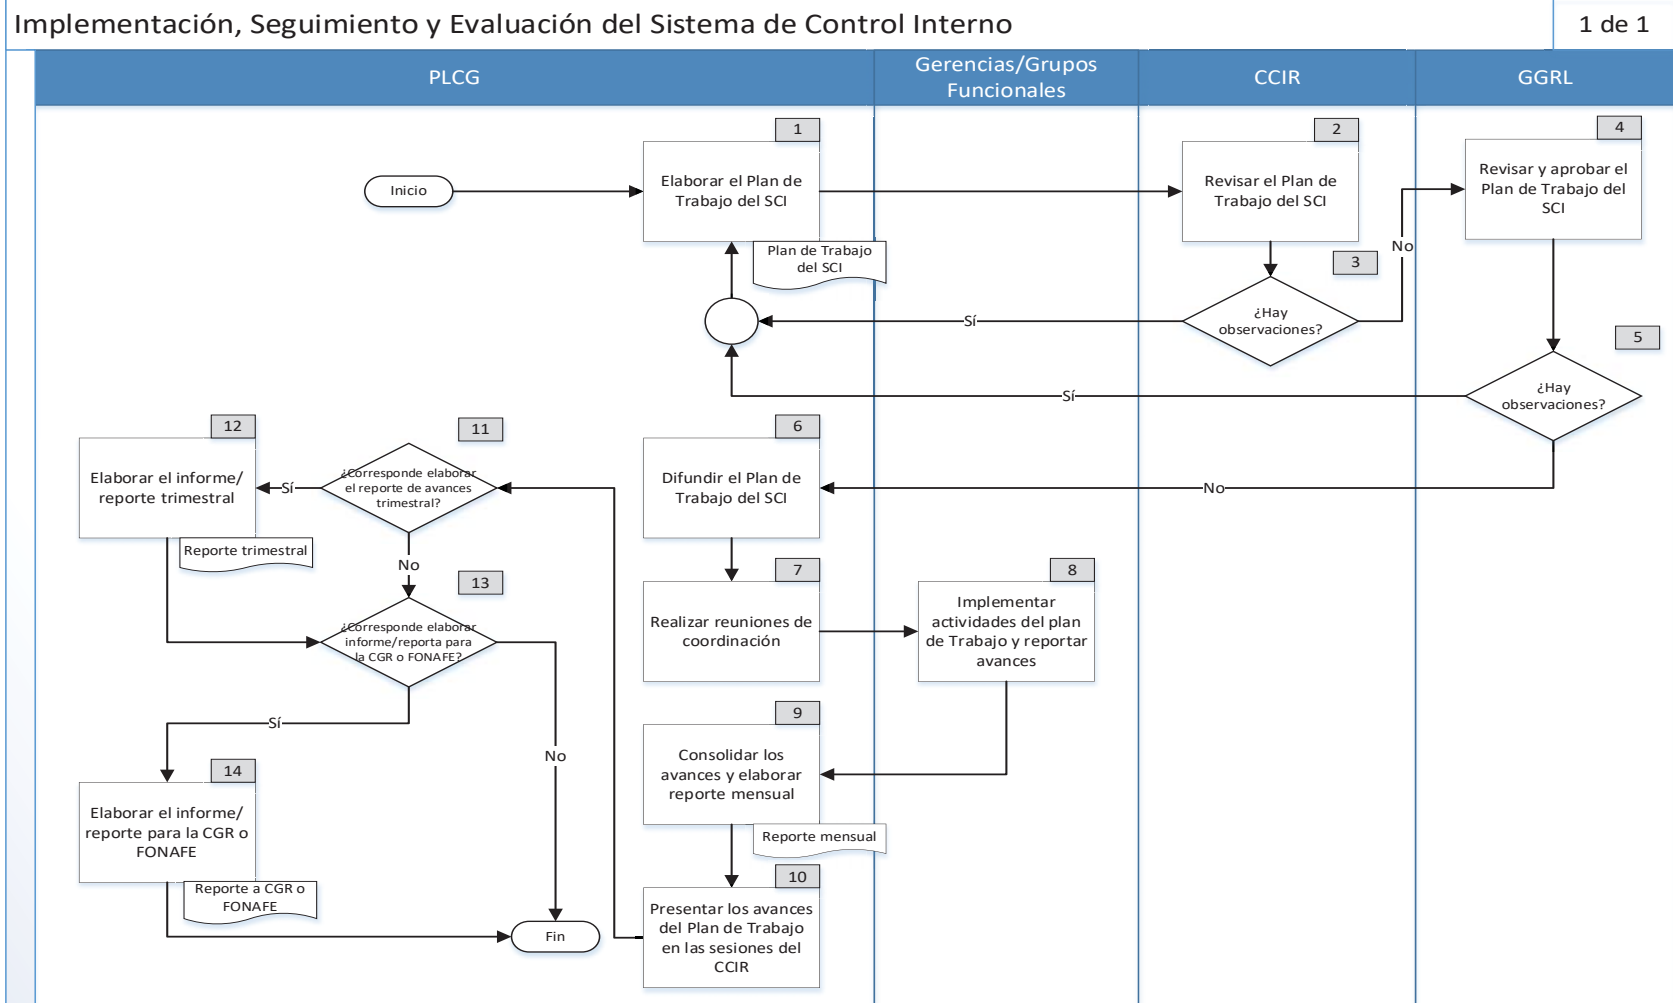 Implementación, Seguimiento y Evaluación del Sistema de Control Interno
1 de 1
PLCG
Gerencias/Grupos
Funcionales
CCIR
GGRL
Inicio
1
Elaborar el Plan de
Trabajo del SCI
Plan de Trabajo
del SCI
2
Revisar el Plan de
Trabajo del SCI
3
¿Hay
observaciones?
Sí
No
4
Revisar y aprobar el
Plan de Trabajo del
SCI
5
¿Hay
observaciones?
Sí
No
6
Difundir el Plan de
Trabajo del SCI
7
Realizar reuniones de
coordinación
8
Implementar
actividades del plan
de Trabajo y reportar
avances
9
Consolidar los
avances y elaborar
reporte mensual
Reporte mensual
10
Presentar los avances
del Plan de Trabajo
en las sesiones del
CCIR
11
¿Corresponde elaborar
el reporte de avances
trimestral?
Sí
No
12
Elaborar el informe/
reporte trimestral
Reporte trimestral
13
¿Corresponde elaborar
informe/reporta para
la CGR o FONAFE?
Sí
No
14
Elaborar el informe/
reporte para la CGR o
FONAFE
Reporte a CGR o
FONAFE
Fin